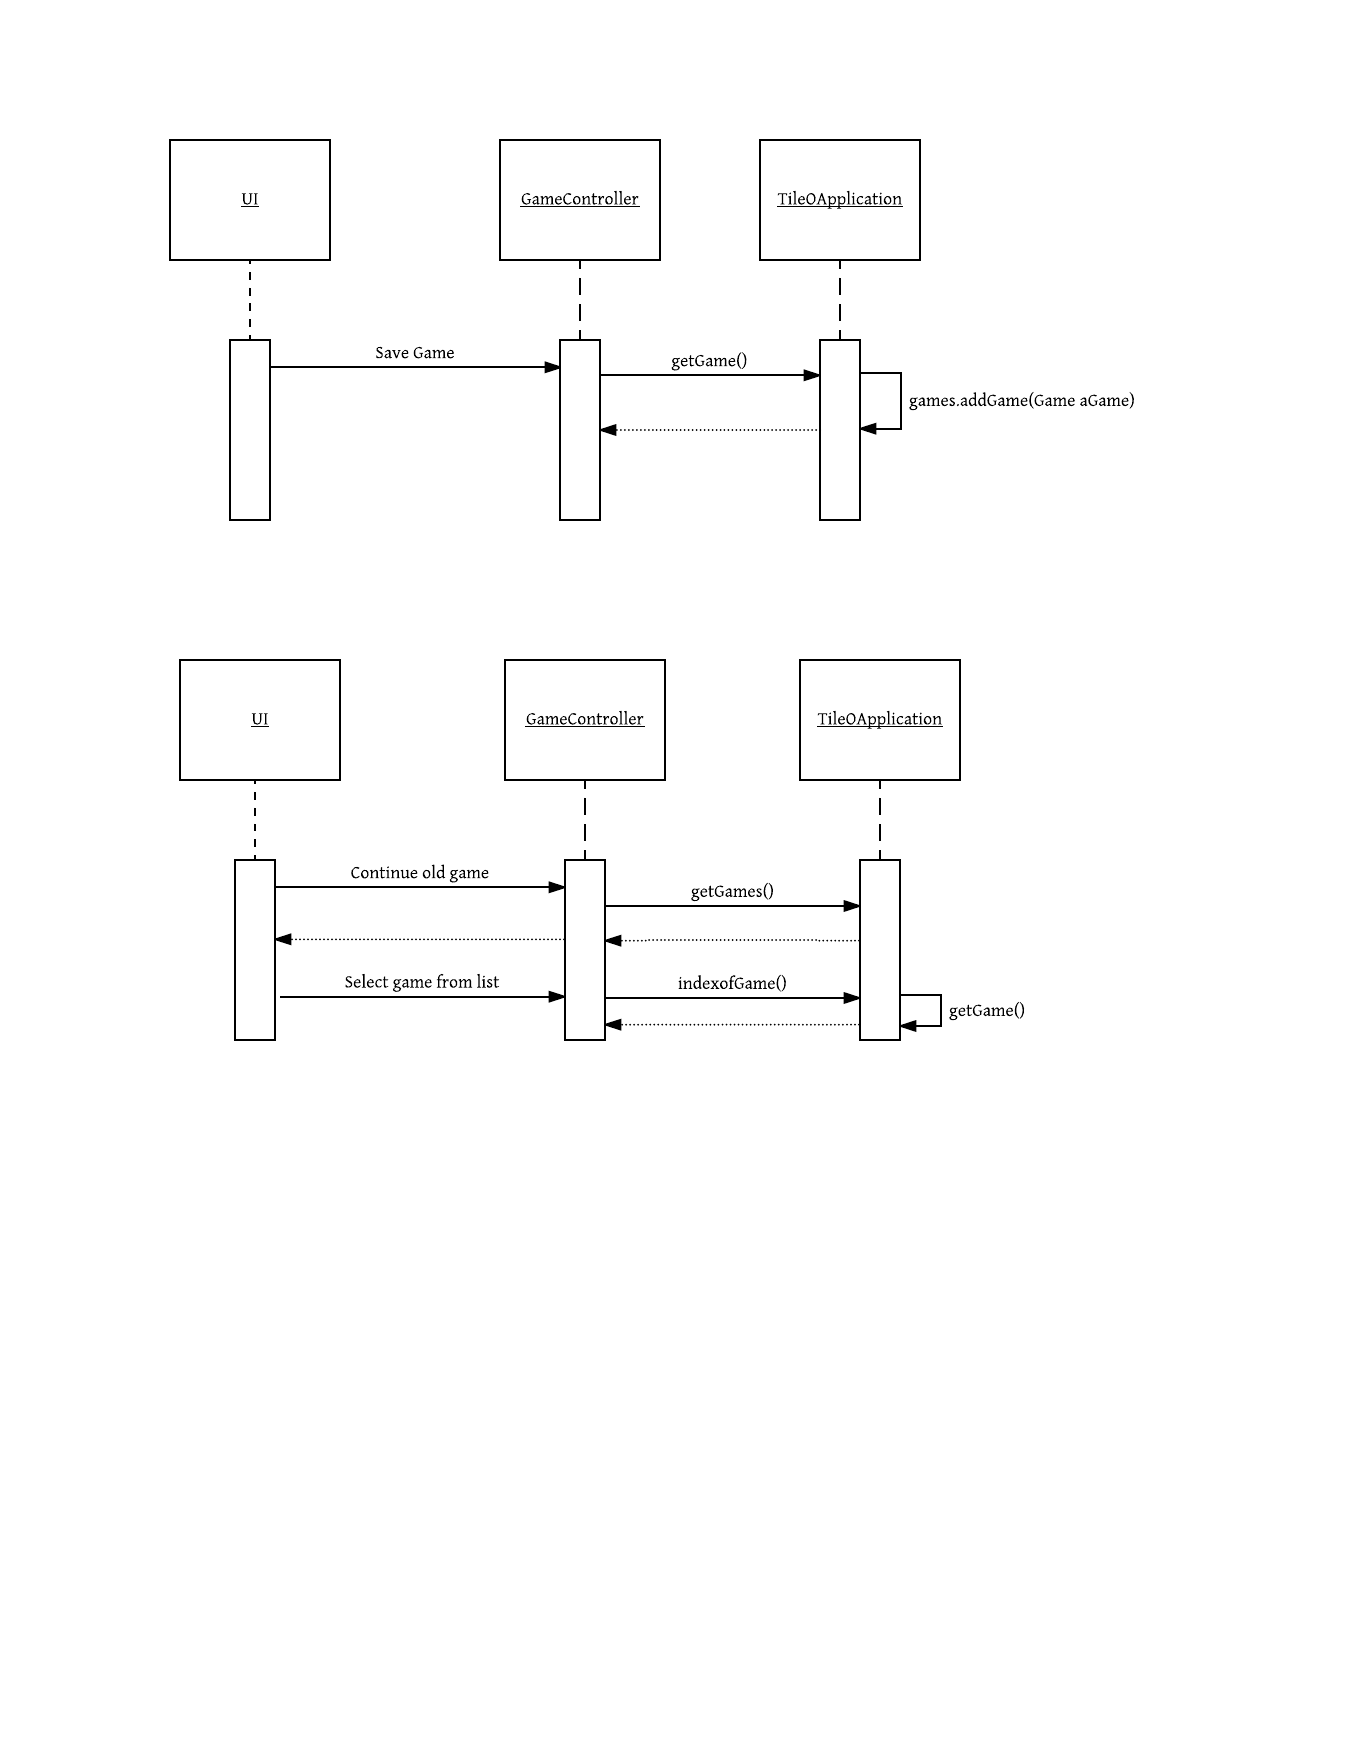 UI
GameController
TileOApplication
Save Game
getGame()
games.addGame(Game aGame)
UI
GameController
TileOApplication
Continue old game
getGames()
Select game from list
indexofGame()
getGame()